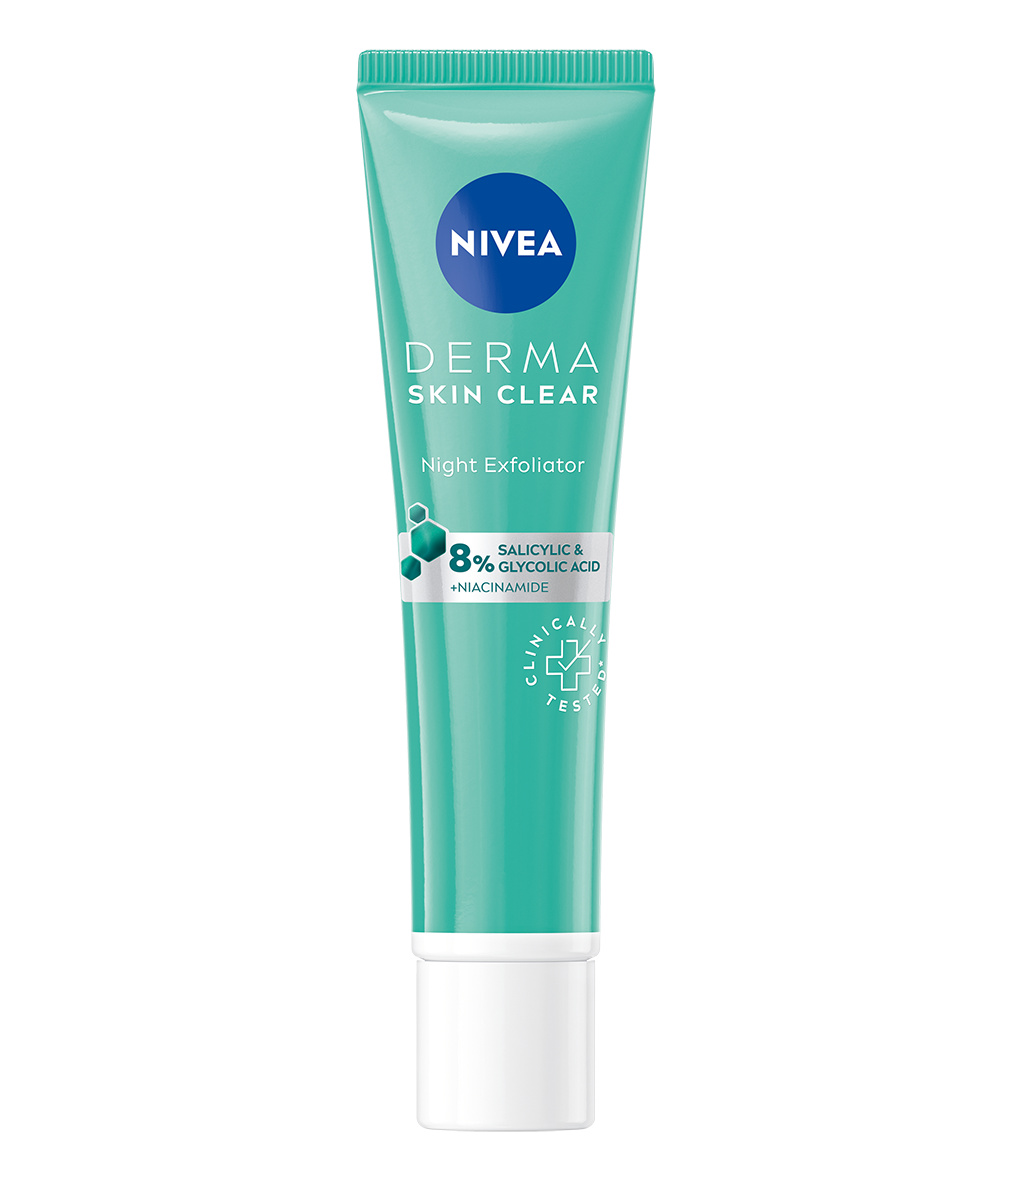 NIVEA
DERMA
SKIN CLEAR
Night Exfoliator
8% SALICYLIC &
GLYCOLIC ACID
+NIACINAMIDE
CLINICALLY
TESTED*